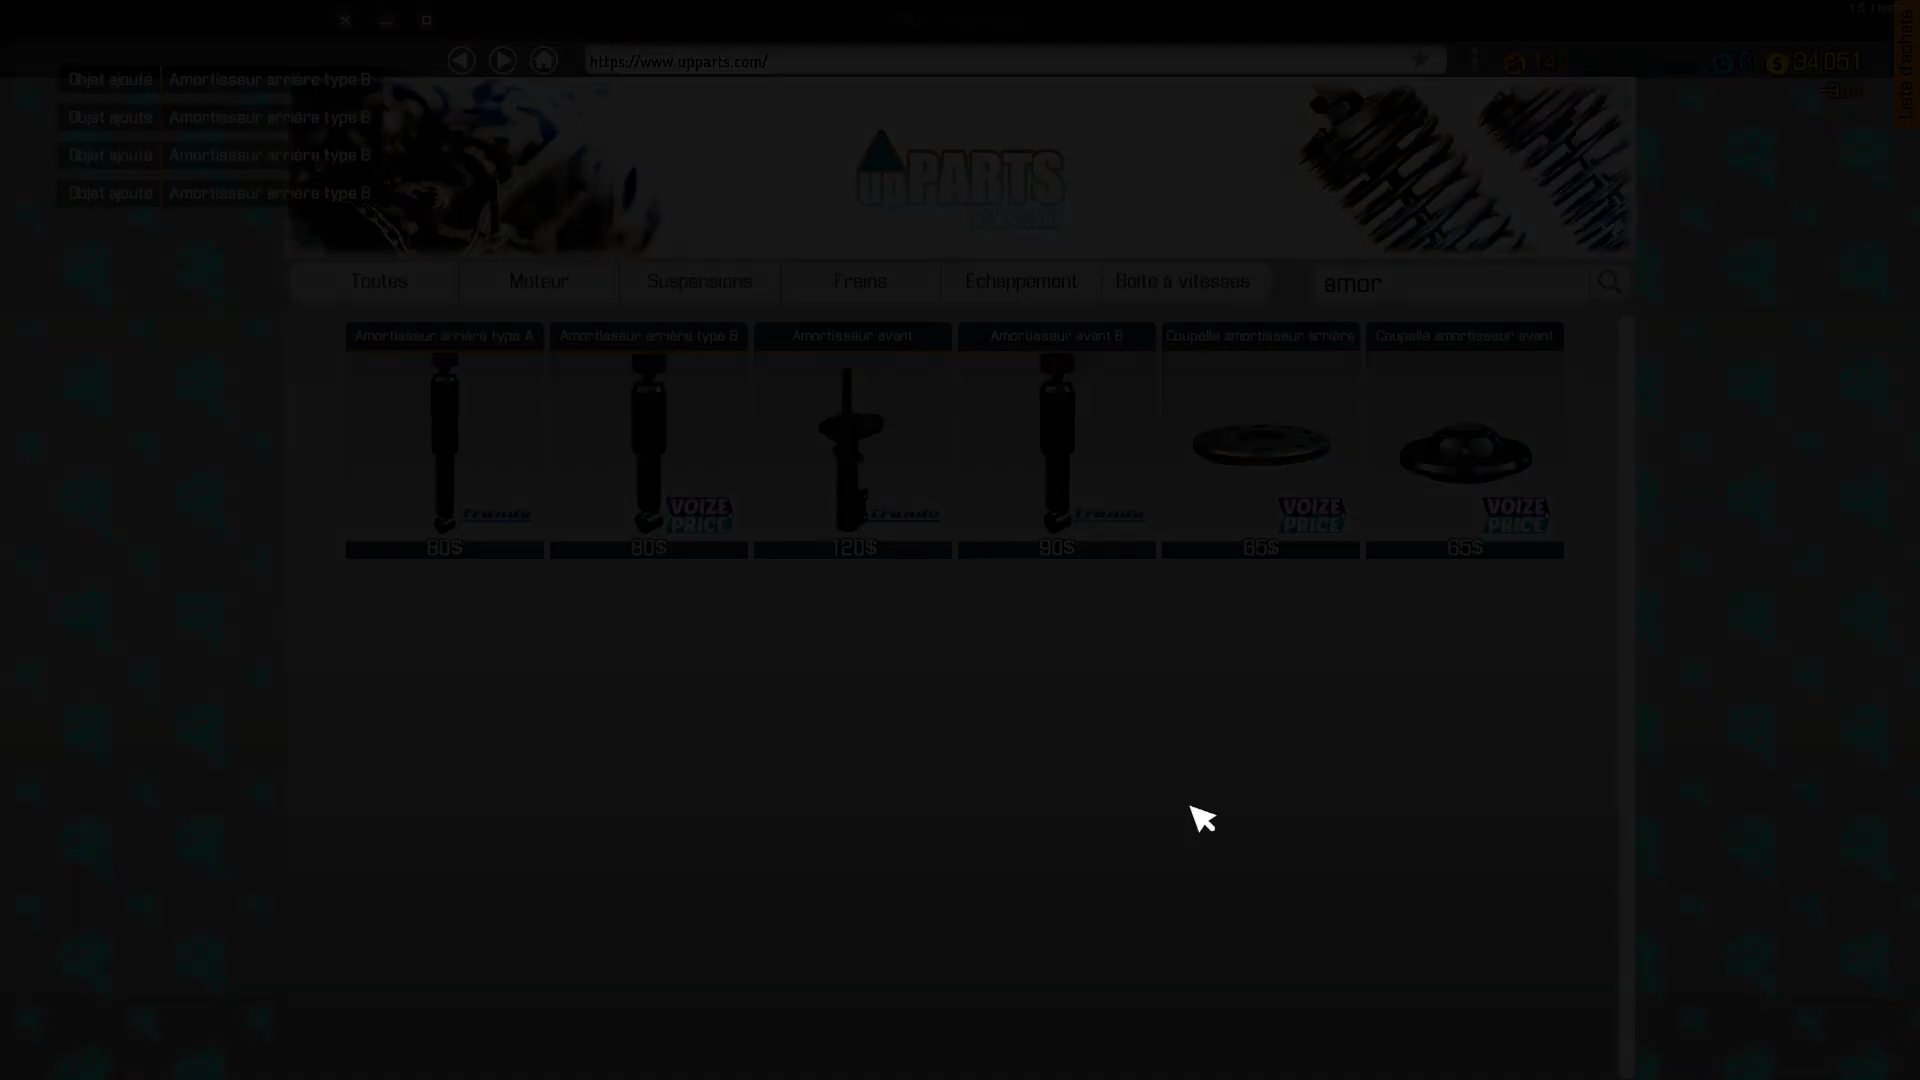 https://www.upparts.com/
14
34,051
Liste d'achats
Objet ajouté Amortisseur arrière type B
Objet ajouté Amortisseur arrière type B
Objet ajouté Amortisseur arrière type B
Objet ajouté Amortisseur arrière type B
upPARTS
Toutes
Moteur
Suspensions
Freins
Échappement
Boîte à vitesses
amor
Amortisseur arrière type A
Amortisseur arrière type B
Amortisseur avant
Amortisseur avant B
Coupelle amortisseur arrière
Coupelle amortisseur avant
VOIZE PRICE
VOIZE PRICE
VOIZE PRICE
80$
80$
120$
90$
65$
65$